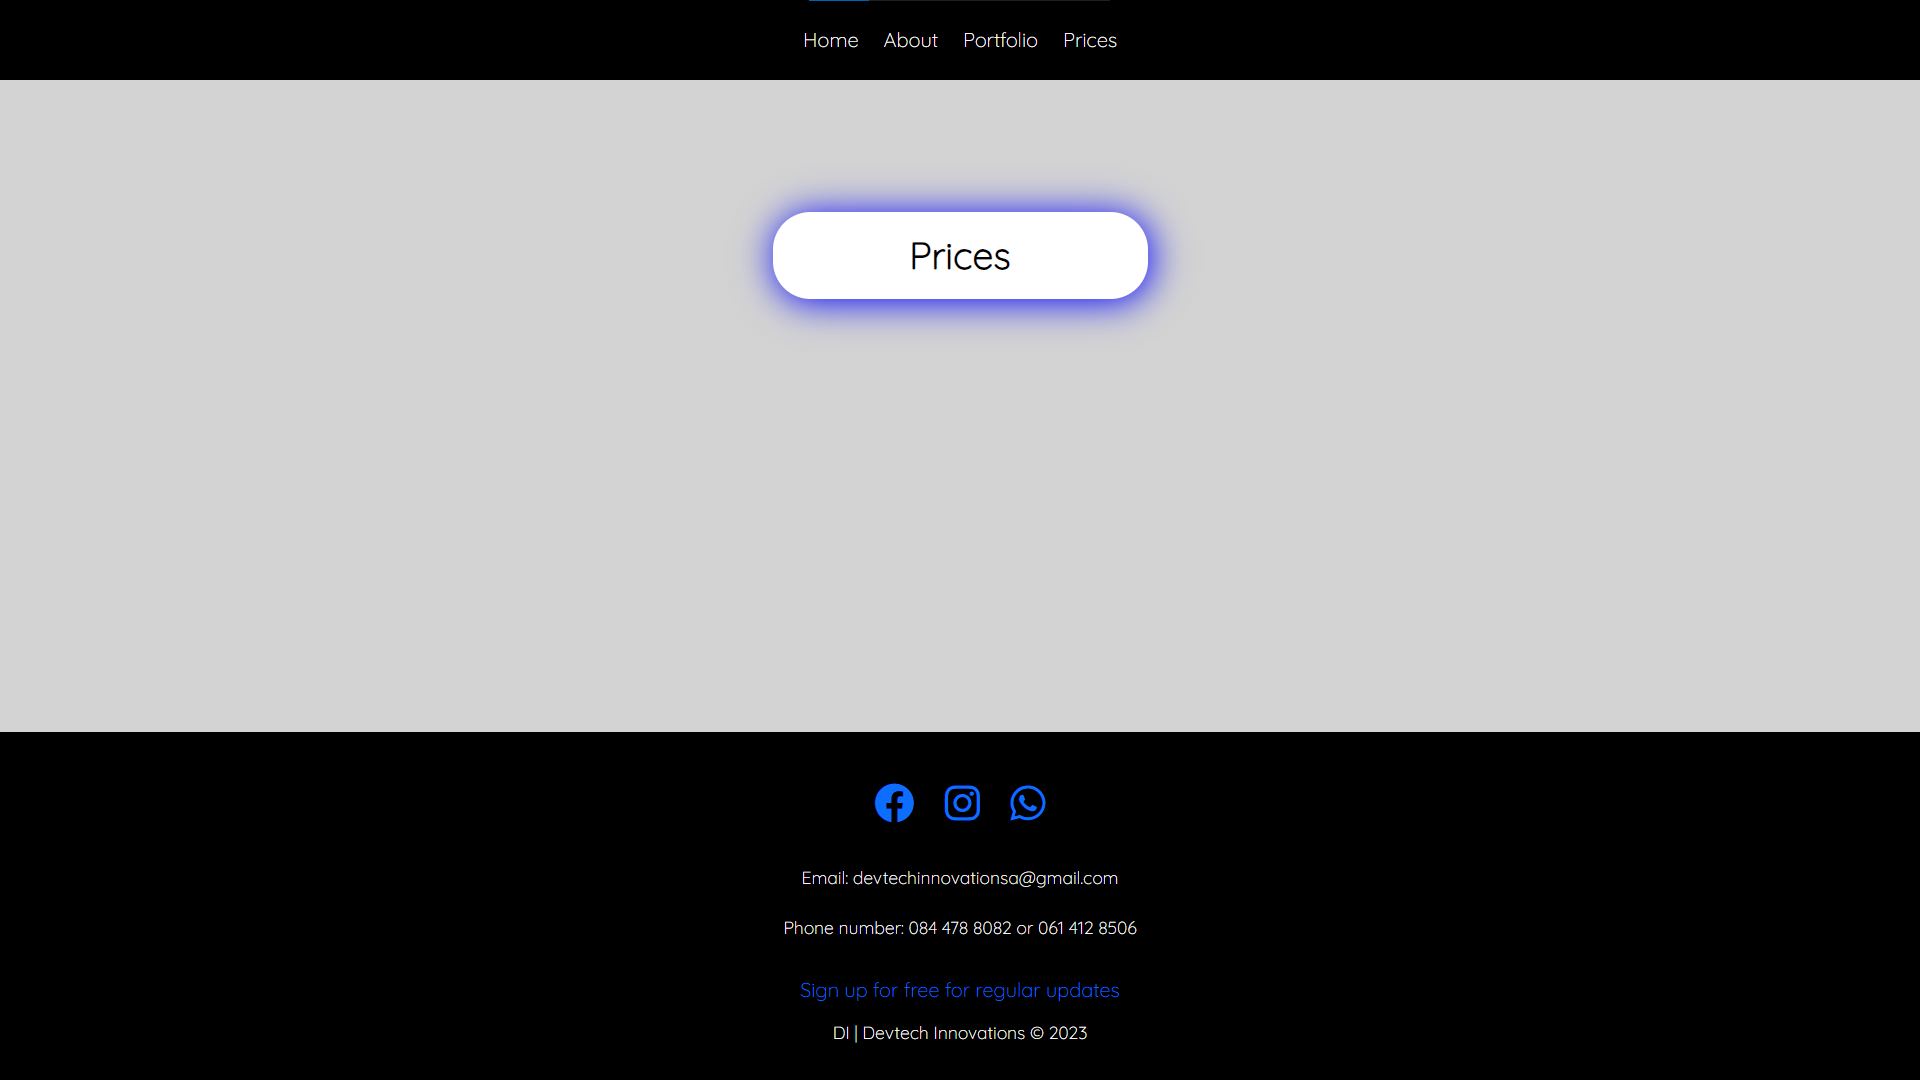 Home About Portfolio Prices
Prices
Email: devtechinnovationsa@gmail.com
Phone number: 084 478 8082 or 061 412 8506
Sign up for free for regular updates
DI | Devtech Innovations © 2023